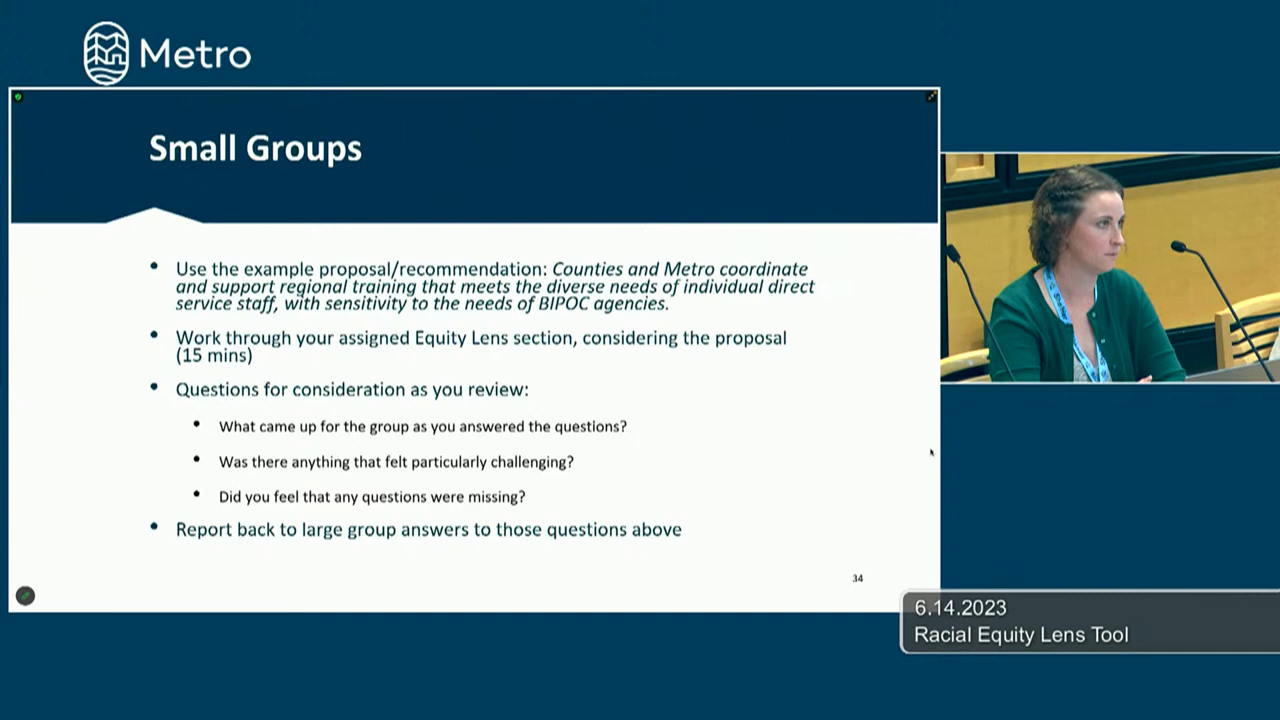 Metro
Small Groups
• Use the example proposal/recommendation: Counties and Metro coordinate
and support regional training that meets the diverse needs of individual direct
service staff, with sensitivity to the needs of BIPOC agencies.
• Work through your assigned Equity Lens section, considering the proposal
(15 mins)
• Questions for consideration as you review:
• What came up for the group as you answered the questions?
• Was there anything that felt particularly challenging?
• Did you feel that any questions were missing?
• Report back to large group answers to those questions above
34
6.14.2023
Racial Equity Lens Tool